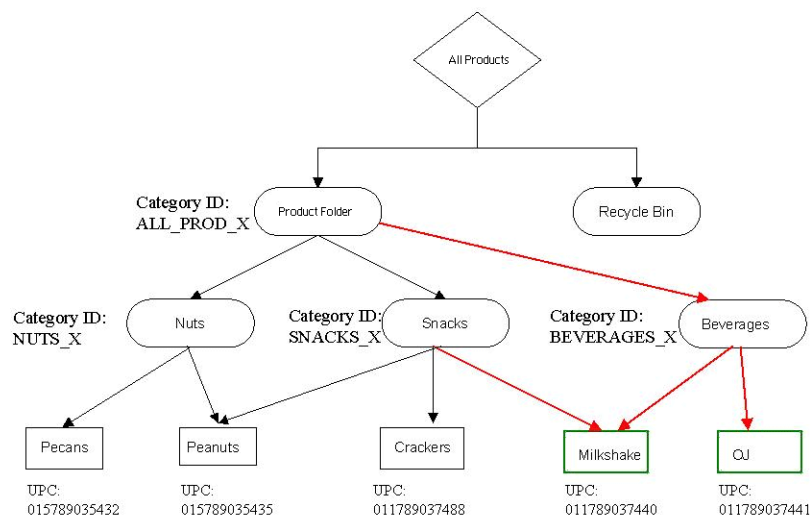 All Products
Category ID:
ALL_PROD_X
Product Folder
Recycle Bin
Category ID:
NUTS_X
Nuts
Category ID:
SNACKS_X
Snacks
Category ID:
BEVERAGES_X
Beverages
Pecans
Peanuts
Crackers
Milkshake
OJ
UPC:
015789035432
UPC:
015789035435
UPC:
011789037488
UPC:
011789037440
UPC:
011789037441